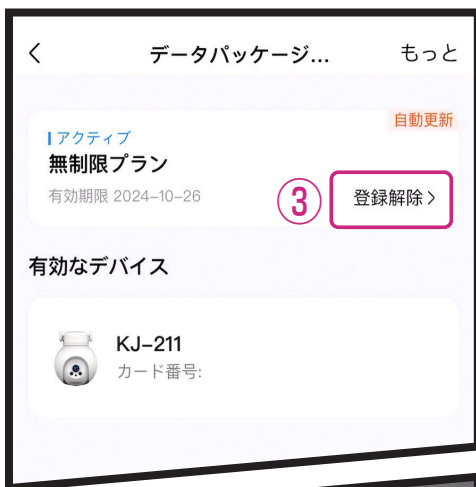 データパッケージ... もっと
自動更新
アクティブ
無制限プラン
有効期限 2024-10-26
③ 登録解除 >
有効なデバイス
KJ-211
カード番号: